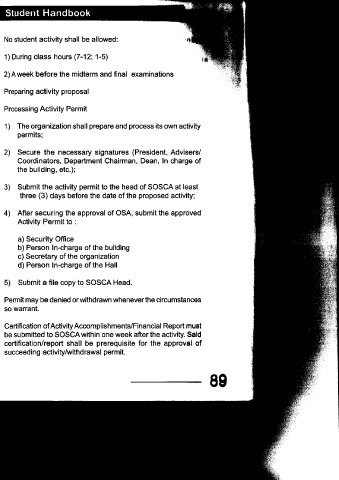 Student Handbook
No student activity shall be allowed:
1) During class hours (7-12; 1-5)
2) A week before the midterm and final examinations
Preparing activity proposal
Processing Activity Permit
1) The organization shall prepare and process its own activity
permits;
2) Secure the necessary signatures (President, Advisers/
Coordinators, Department Chairman, Dean, In charge of
the building, etc.);
3) Submit the activity permit to the head of SOSCA at least
three (3) days before the date of the proposed activity;
4) After securing the approval of OSA, submit the approved
Activity Permit to :
a) Security Office
b) Person In-charge of the building
c) Secretary of the organization
d) Person In-charge of the Hall
5) Submit a file copy to SOSCA Head.
Permit may be denied or withdrawn whenever the circumstances
so warrant.
Certification of Activity Accomplishments/Financial Report must
be submitted to SOSCA within one week after the activity. Said
certification/report shall be prerequisite for the approval of
succeeding activity/withdrawal permit.
89